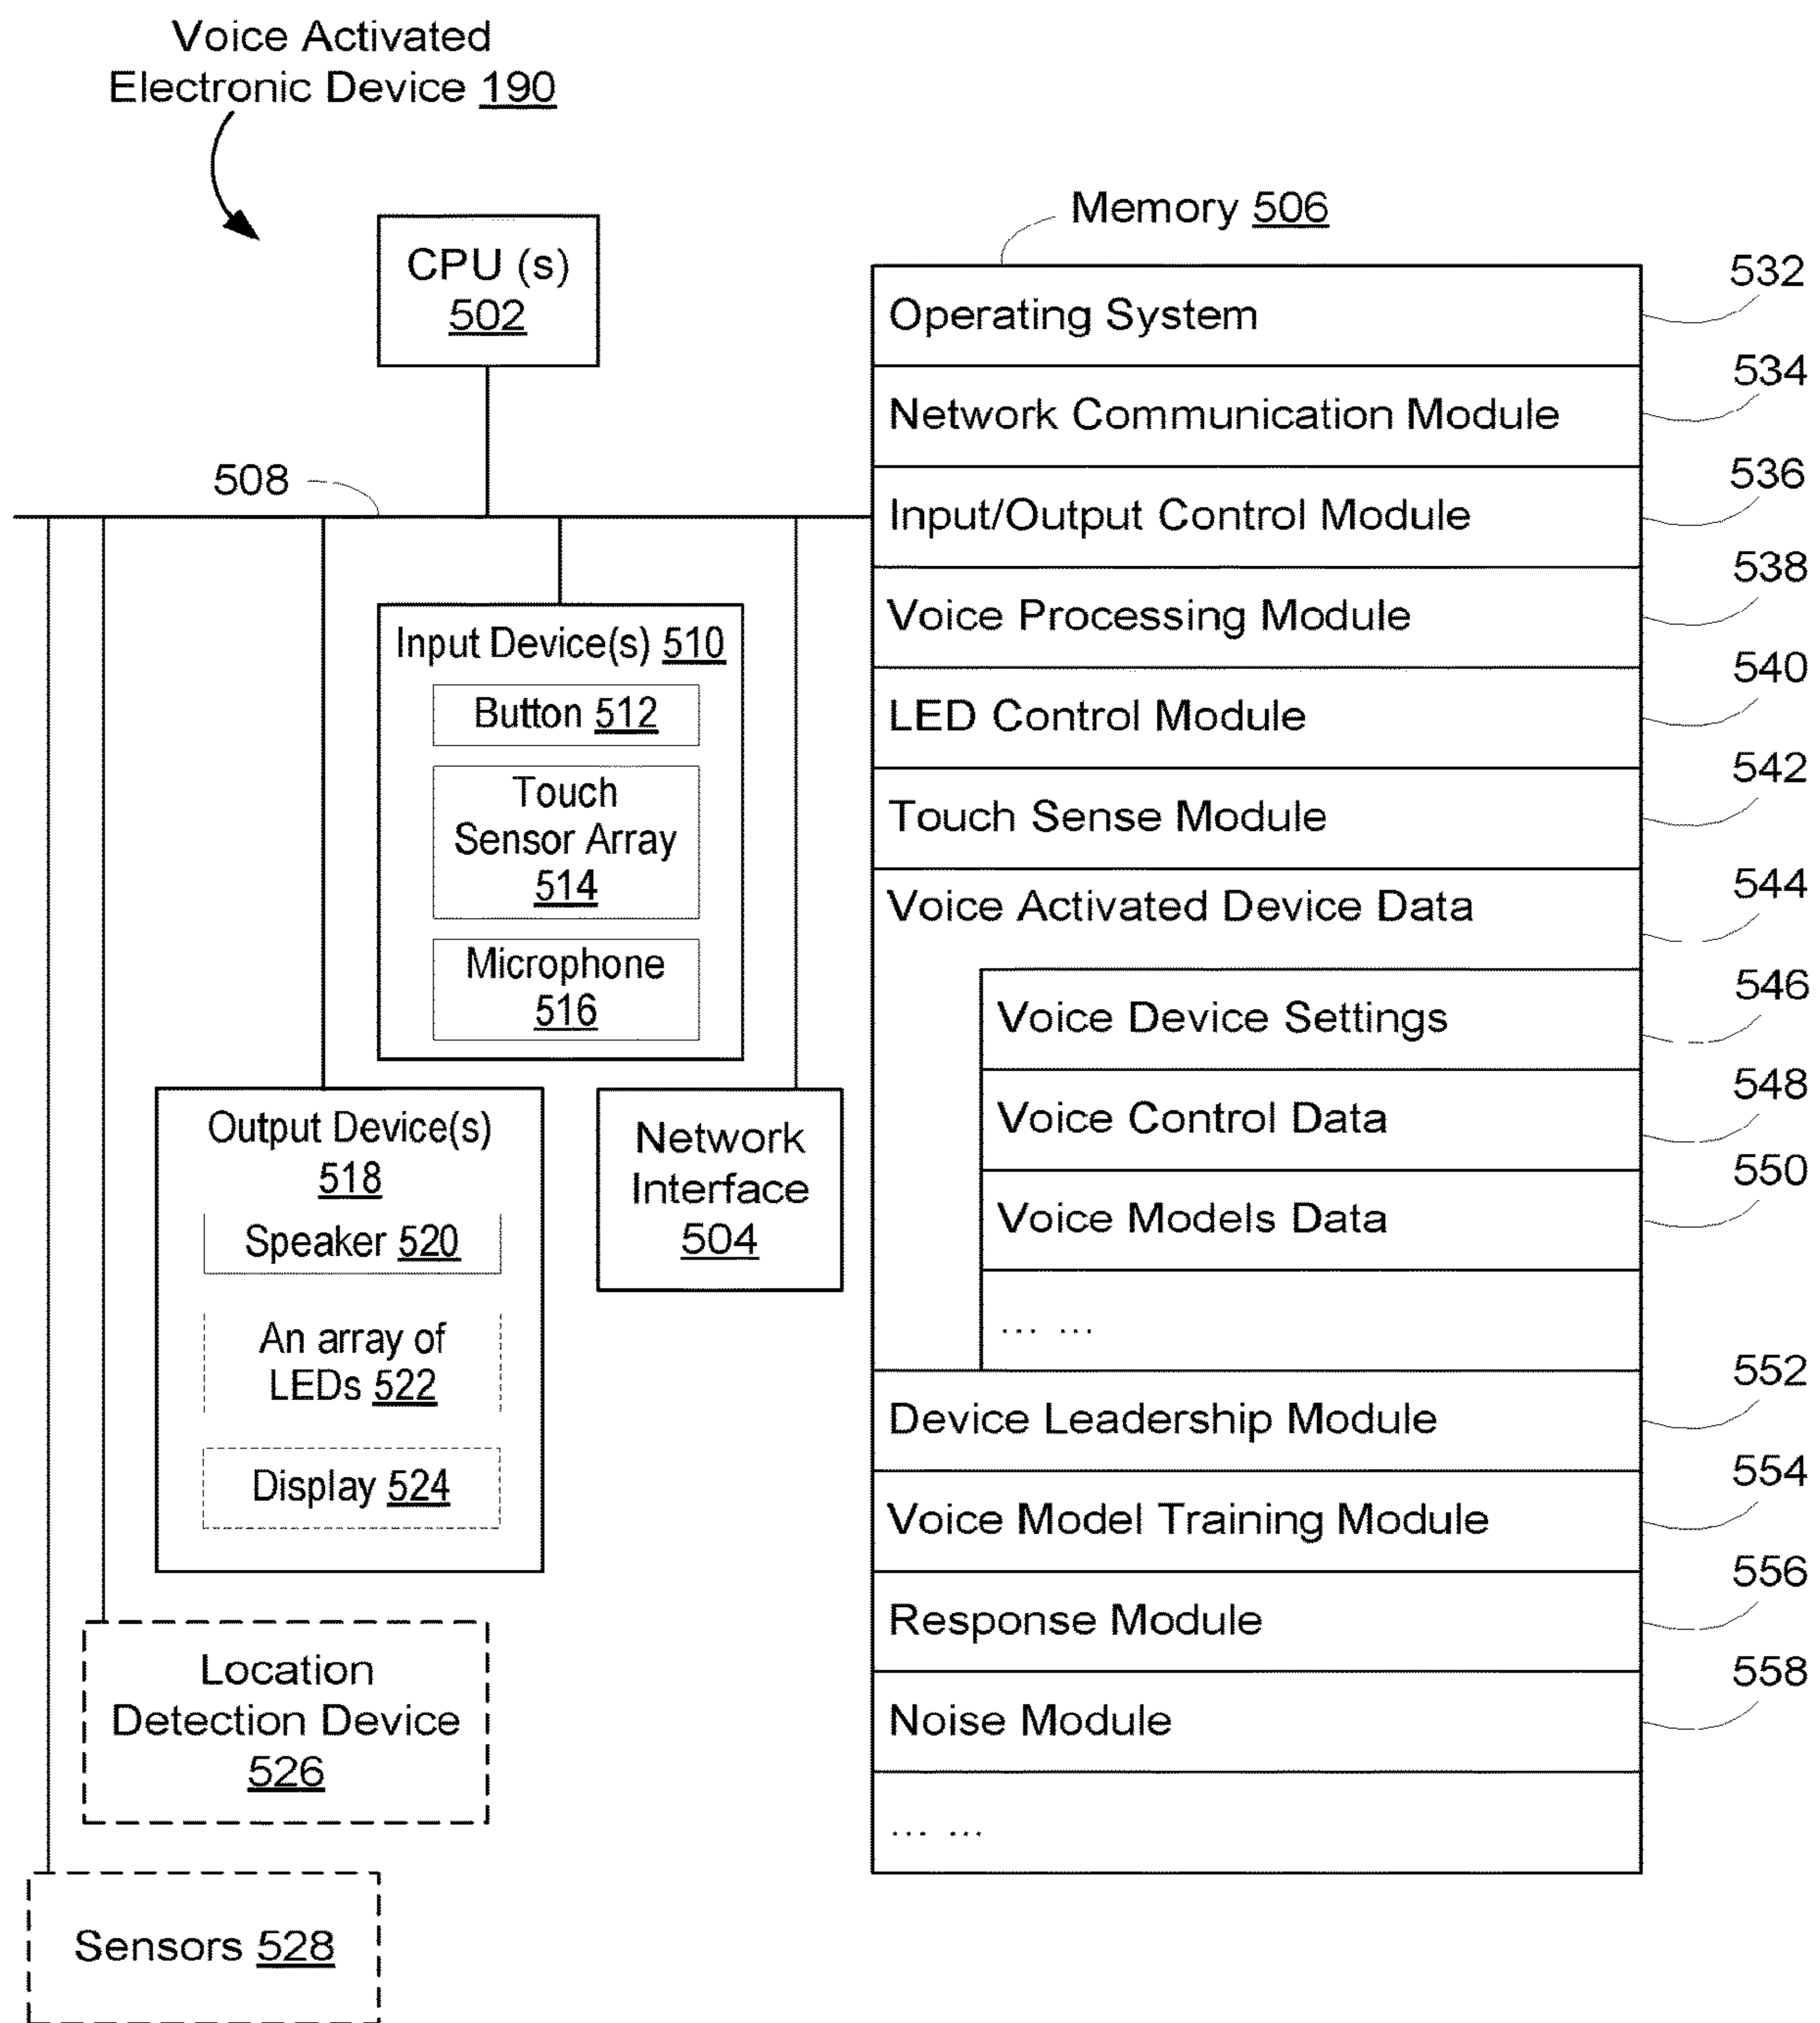 Voice Activated
Electronic Device 190
CPU (s)
502
508
Input Device(s) 510
Button 512
Touch
Sensor Array
514
Microphone
516
Output Device(s)
518
Speaker 520
An array of
LEDs 522
Display 524
Network
Interface
504
Location
Detection Device
526
Sensors 528
Memory 506
Operating System
532
Network Communication Module
534
Input/Output Control Module
536
Voice Processing Module
538
LED Control Module
540
Touch Sense Module
542
Voice Activated Device Data
544
Voice Device Settings
546
Voice Control Data
548
Voice Models Data
550
... ...
Device Leadership Module
552
Voice Model Training Module
554
Response Module
556
Noise Module
558
... ...